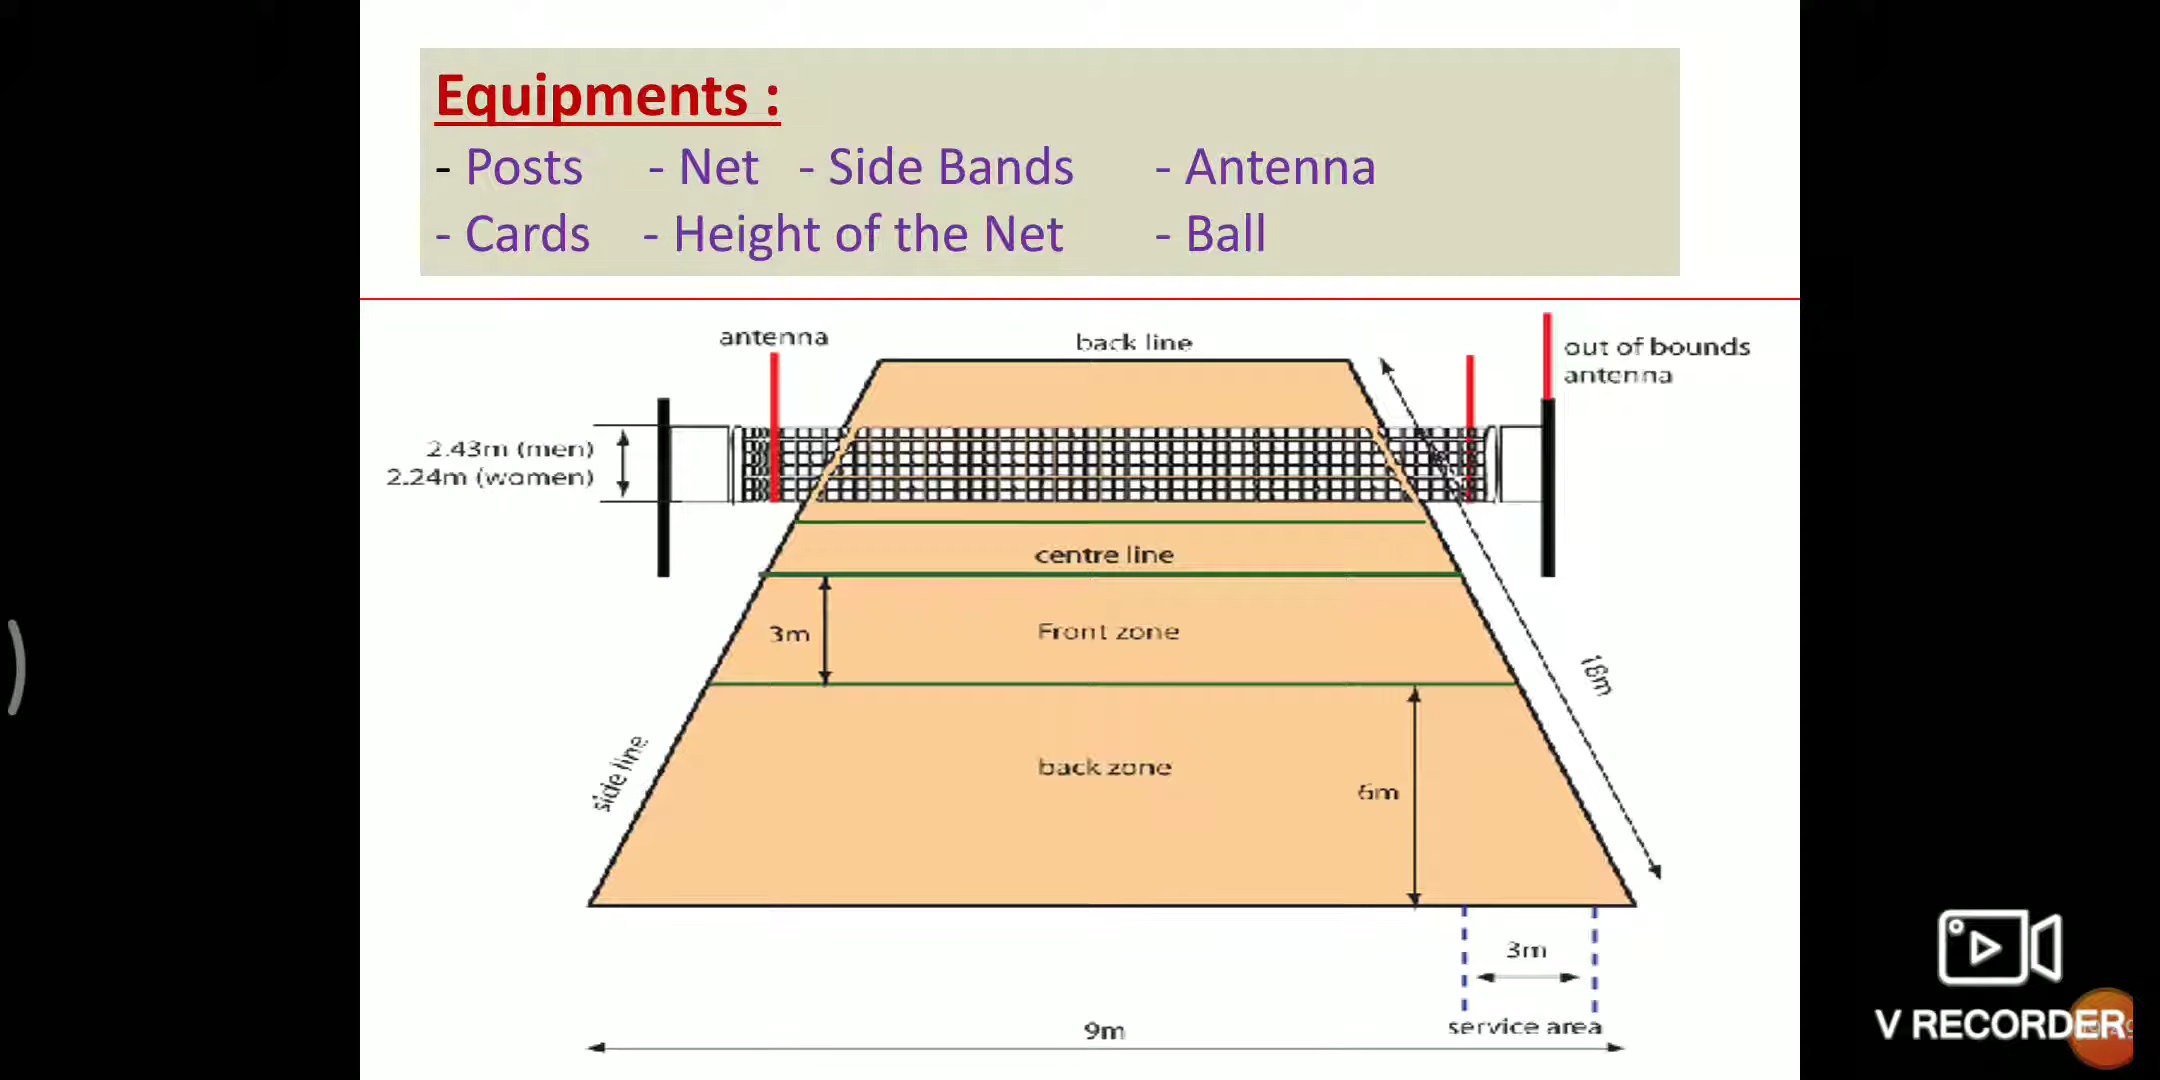 Equipments :
- Posts - Net - Side Bands - Antenna
- Cards - Height of the Net - Ball
antenna
back line
out of bounds
antenna
2.43m (men)
2.24m (women)
centre line
3m
Front zone
18m
side line
back zone
6m
3m
service area
9m
V RECORDER